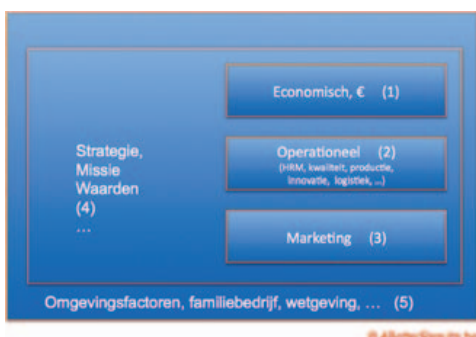 Economisch, € (1)
Strategie,
Missie
Waarden
(4)
...
Operationeel (2)
(HRM, kwaliteit, productie,
innovatie, logistiek, ...)
Marketing (3)
Omgevingsfactoren, familiebedrijf, wetgeving, ... (5)